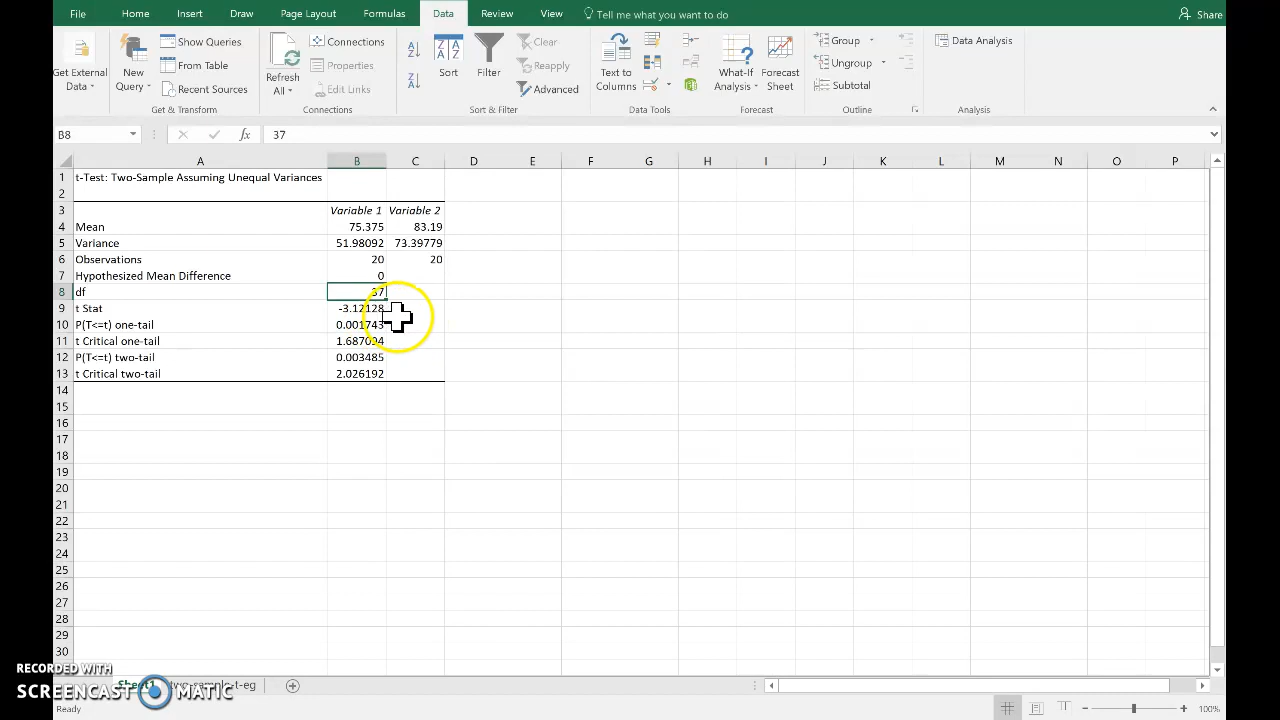 File Home Insert Draw Page Layout Formulas Data Review View Tell me what you want to do Share
Get External Data
New Query
Show Queries
From Table
Recent Sources
Get & Transform
Refresh All
Connections
Properties
Edit Links
Connections
Sort
Filter
Clear
Reapply
Advanced
Sort & Filter
Text to Columns
Data Tools
What-If Analysis
Forecast Sheet
Forecast
Group
Ungroup
Subtotal
Outline
Data Analysis
Analysis
B8 fx 37
A B C D E F G H I J K L M N O P
1 t-Test: Two-Sample Assuming Unequal Variances
2
3 Variable 1 Variable 2
4 Mean 75.375 83.19
5 Variance 51.98092 73.39779
6 Observations 20 20
7 Hypothesized Mean Difference 0
8 df 37
9 t Stat -3.12128
10 P(T<=t) one-tail 0.001743
11 t Critical one-tail 1.687094
12 P(T<=t) two-tail 0.003485
13 t Critical two-tail 2.026192
14
15
16
17
18
19
20
21
22
23
24
25
26
27
28
29
30
RECORDED WITH
SCREENCAST MATIC
Sheet1
Ready 100%